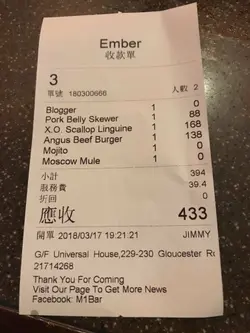 Ember
收款單
3
單號 180300666 人數 2
Blogger 1 0
Pork Belly Skewer 1 88
X.O. Scallop Linguine 1 168
Angus Beef Burger 1 138
Mojito 1 0
Moscow Mule 1 0
小計 394
服務費 39.4
折回 0
應收 433
開單 2018/03/17 19:21:21 JIMMY
G/F Universal House,229-230 Gloucester
21714268
Thank You For Coming
Visit Our Page To Get More News
Facebook: M1Bar